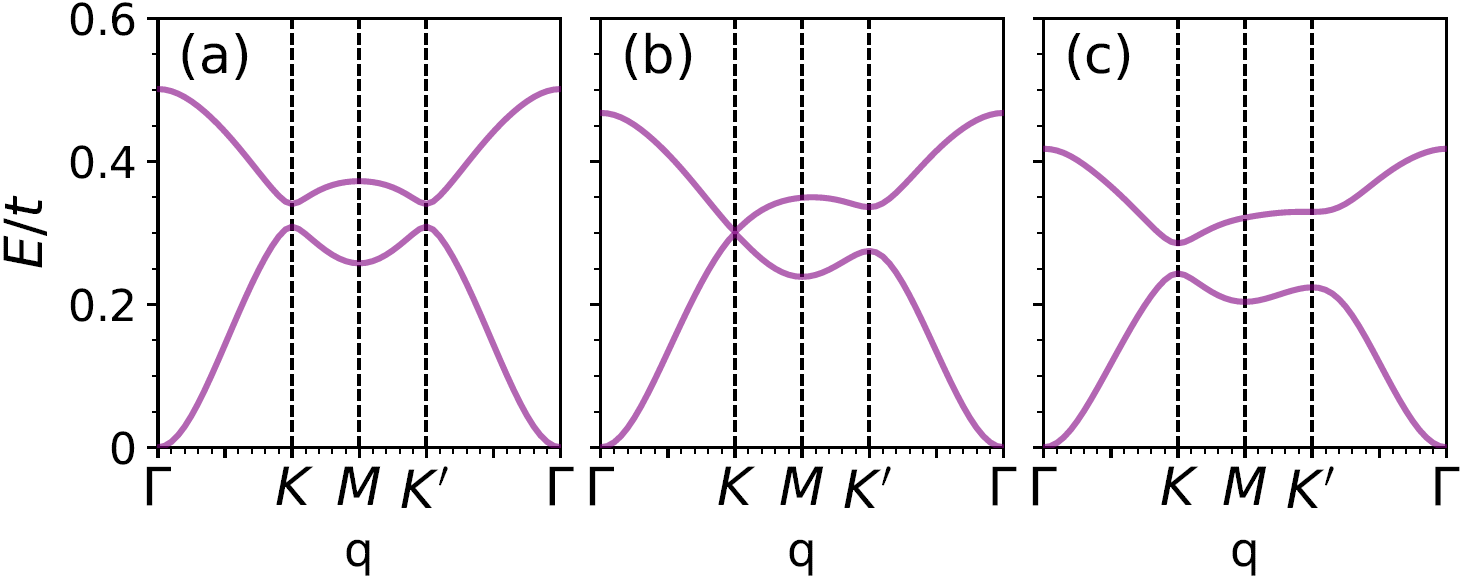 (a) (b) (c)
E/t
0.6
0.4
0.2
0
Γ K M K′ Γ
Γ K M K′ Γ
Γ K M K′ Γ
q q q